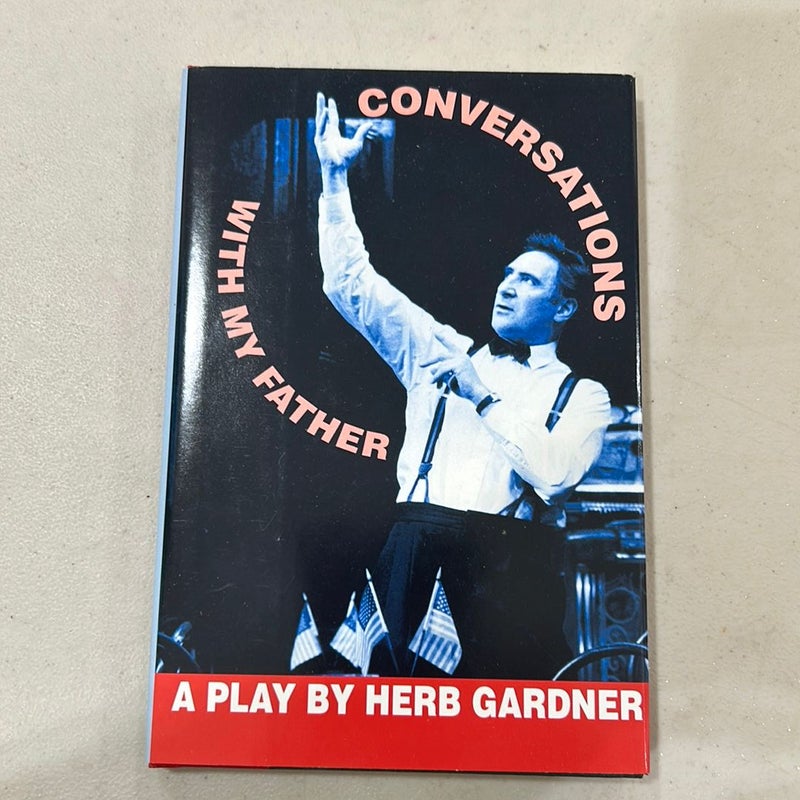 CONVERSATIONS
WITH MY FATHER
A PLAY BY HERB GARDNER